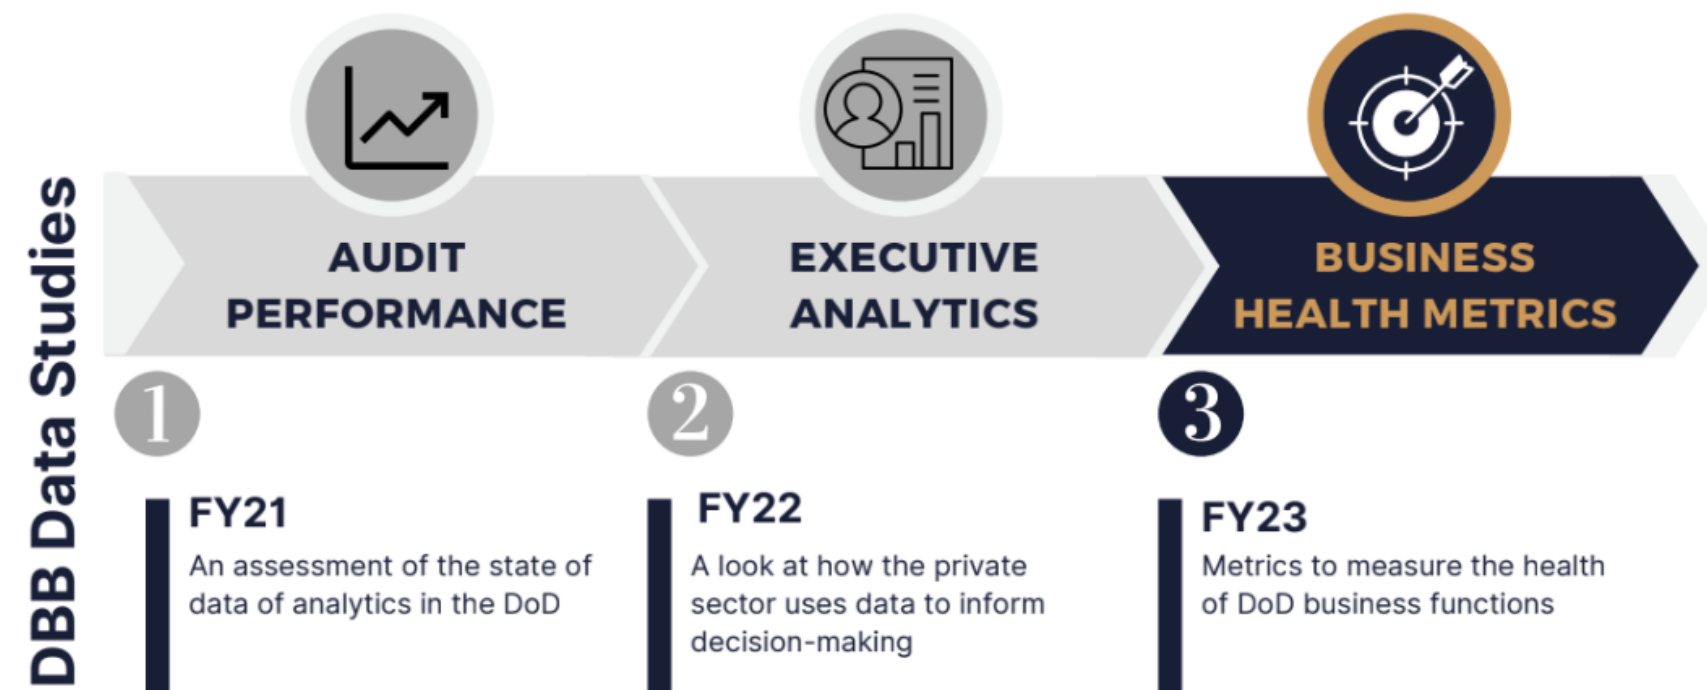 DBB Data Studies
AUDIT
PERFORMANCE
EXECUTIVE
ANALYTICS
BUSINESS
HEALTH METRICS
1
2
3
FY21
An assessment of the state of
data of analytics in the DoD
FY22
A look at how the private
sector uses data to inform
decision-making
FY23
Metrics to measure the health
of DoD business functions